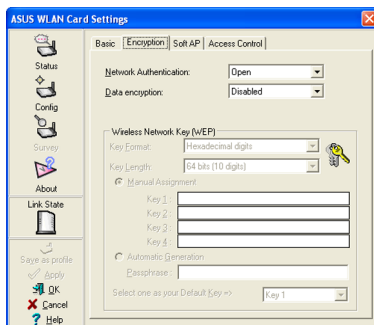 ASUS WLAN Card Settings
Status
Config
Survey
About
Link State
Save as profile
Apply
OK
Cancel
Help
Basic Encryption Soft AP Access Control
Network Authentication: Open
Data encryption: Disabled
Wireless Network Key (WEP)
Key Format: Hexadecimal digits
Key Length: 64 bits (10 digits)
Manual Assignment
Key 1 :
Key 2 :
Key 3 :
Key 4 :
Automatic Generation
Passphrase :
Select one as your Default Key => Key 1